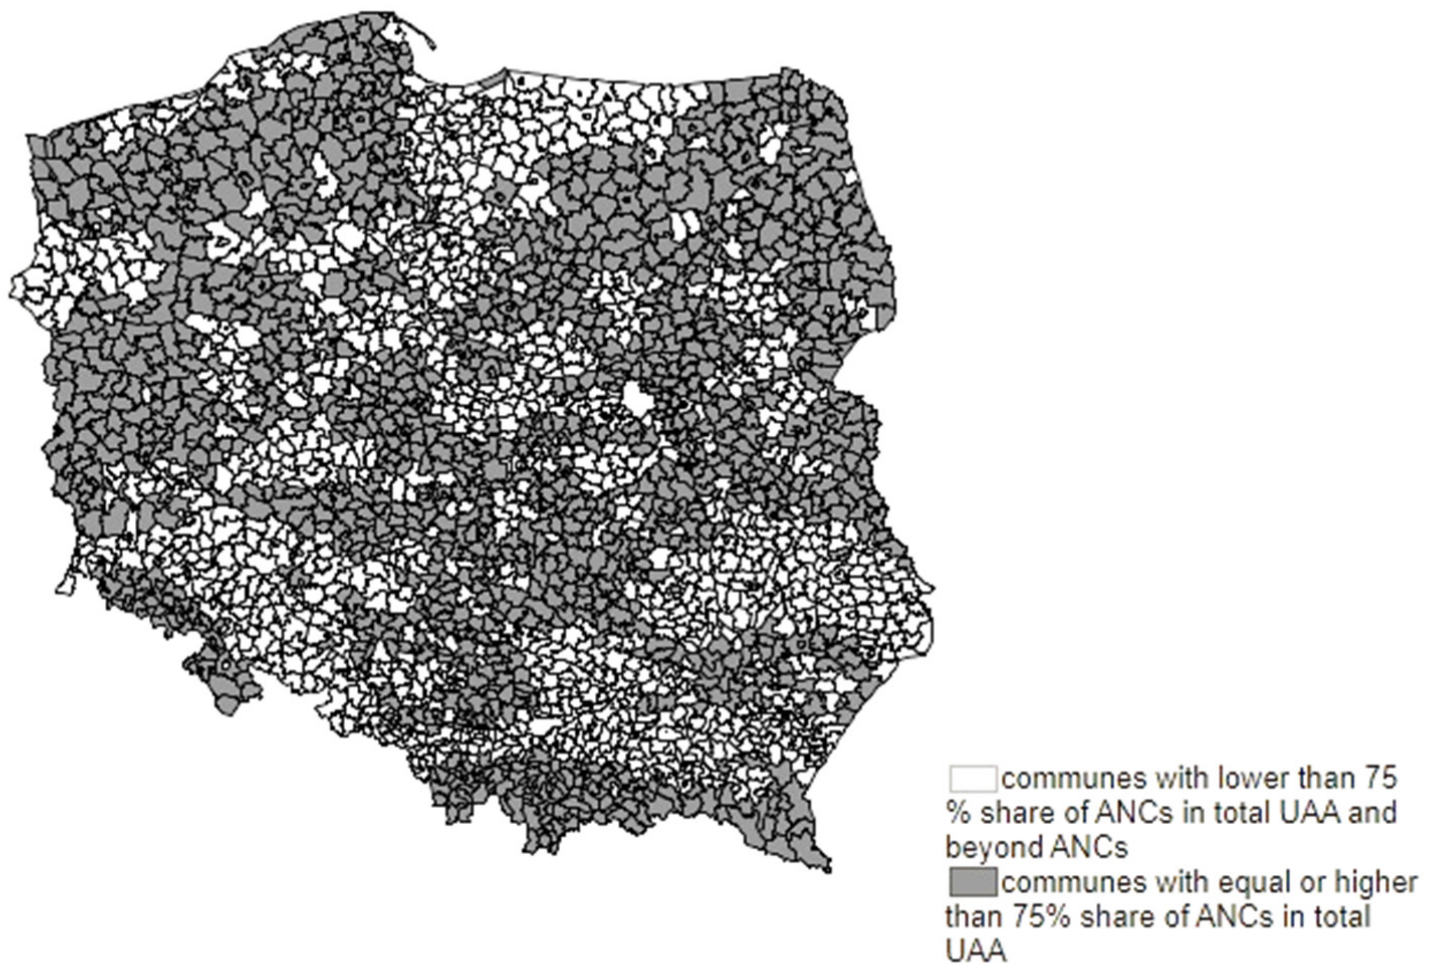 communes with lower than 75
% share of ANCs in total UAA and
beyond ANCs
communes with equal or higher
than 75% share of ANCs in total
UAA